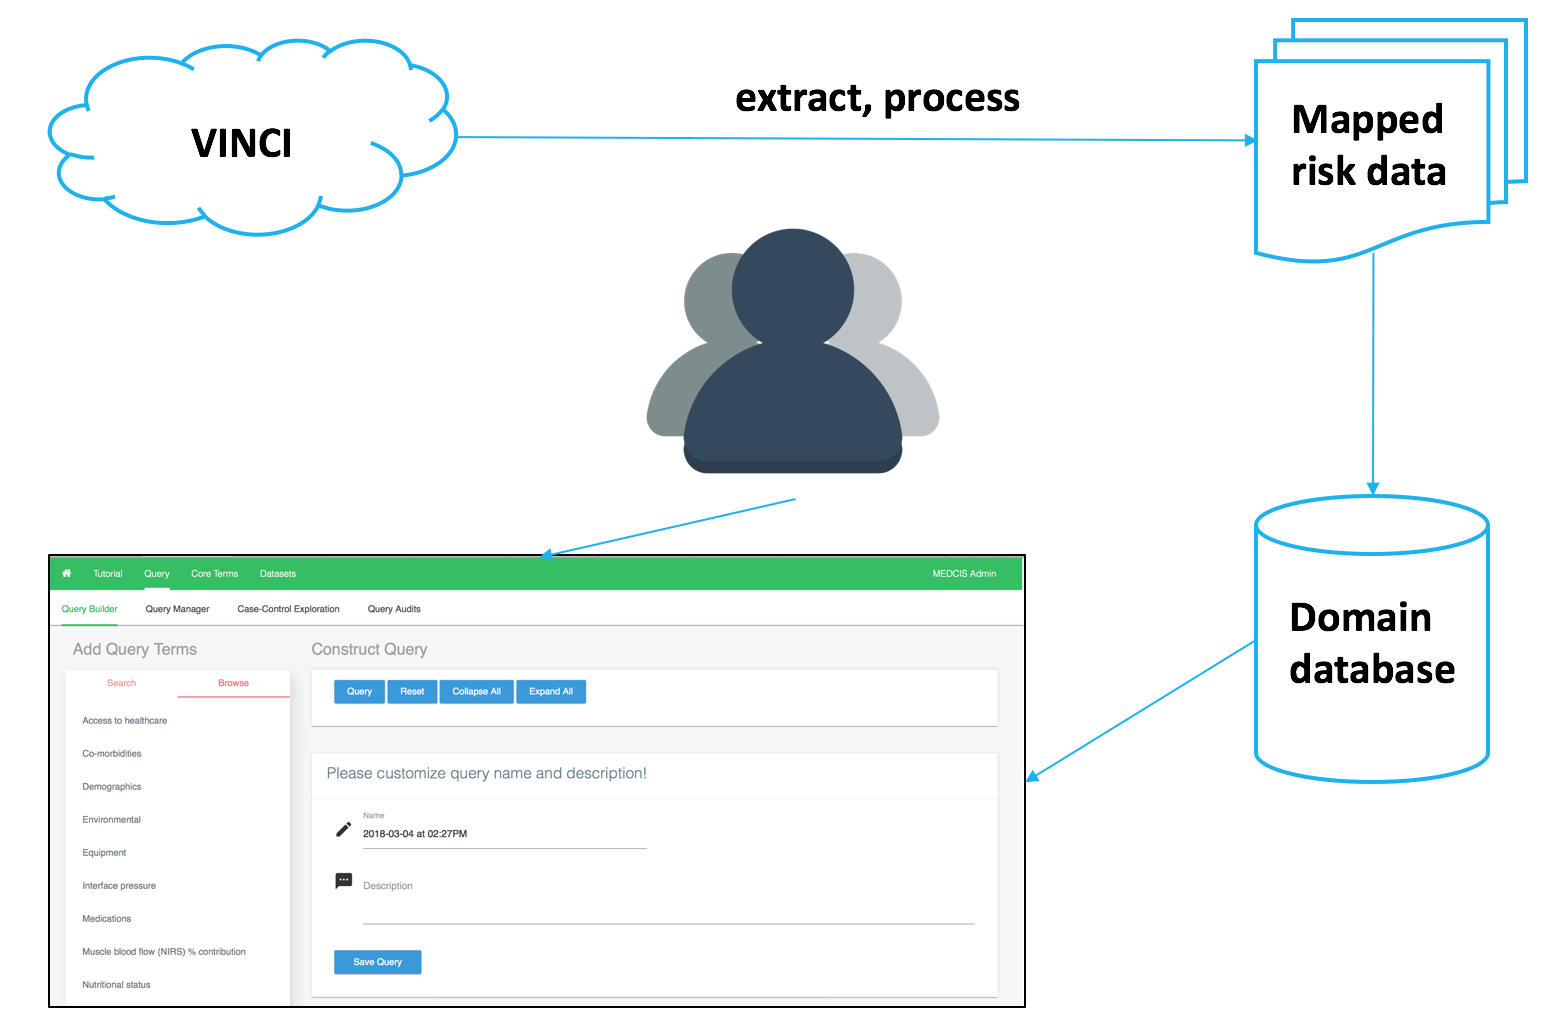 VINCI
extract, process
Mapped
risk data
Domain
database
Tutorial Query Core Terms Datasets MEDCIS Admin
Query Builder Query Manager Case-Control Exploration Query Audits
Add Query Terms
Search Browse
Access to healthcare
Co-morbidities
Demographics
Environmental
Equipment
Interface pressure
Medications
Muscle blood flow (NIRS) % contribution
Nutritional status
Construct Query
Query Reset Collapse All Expand All
Please customize query name and description!
Name
2018-03-04 at 02:27PM
Description
Save Query